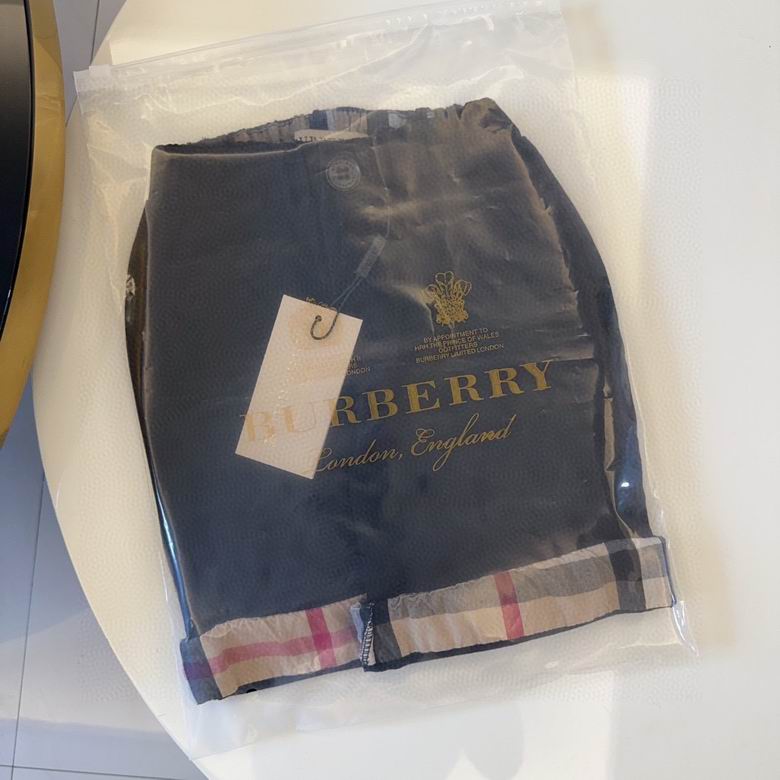 BY APPOINTMENT TO
HRH THE PRINCE OF WALES
OUTFITTERS
BURBERRY LIMITED LONDON
BURBERRY
London, England